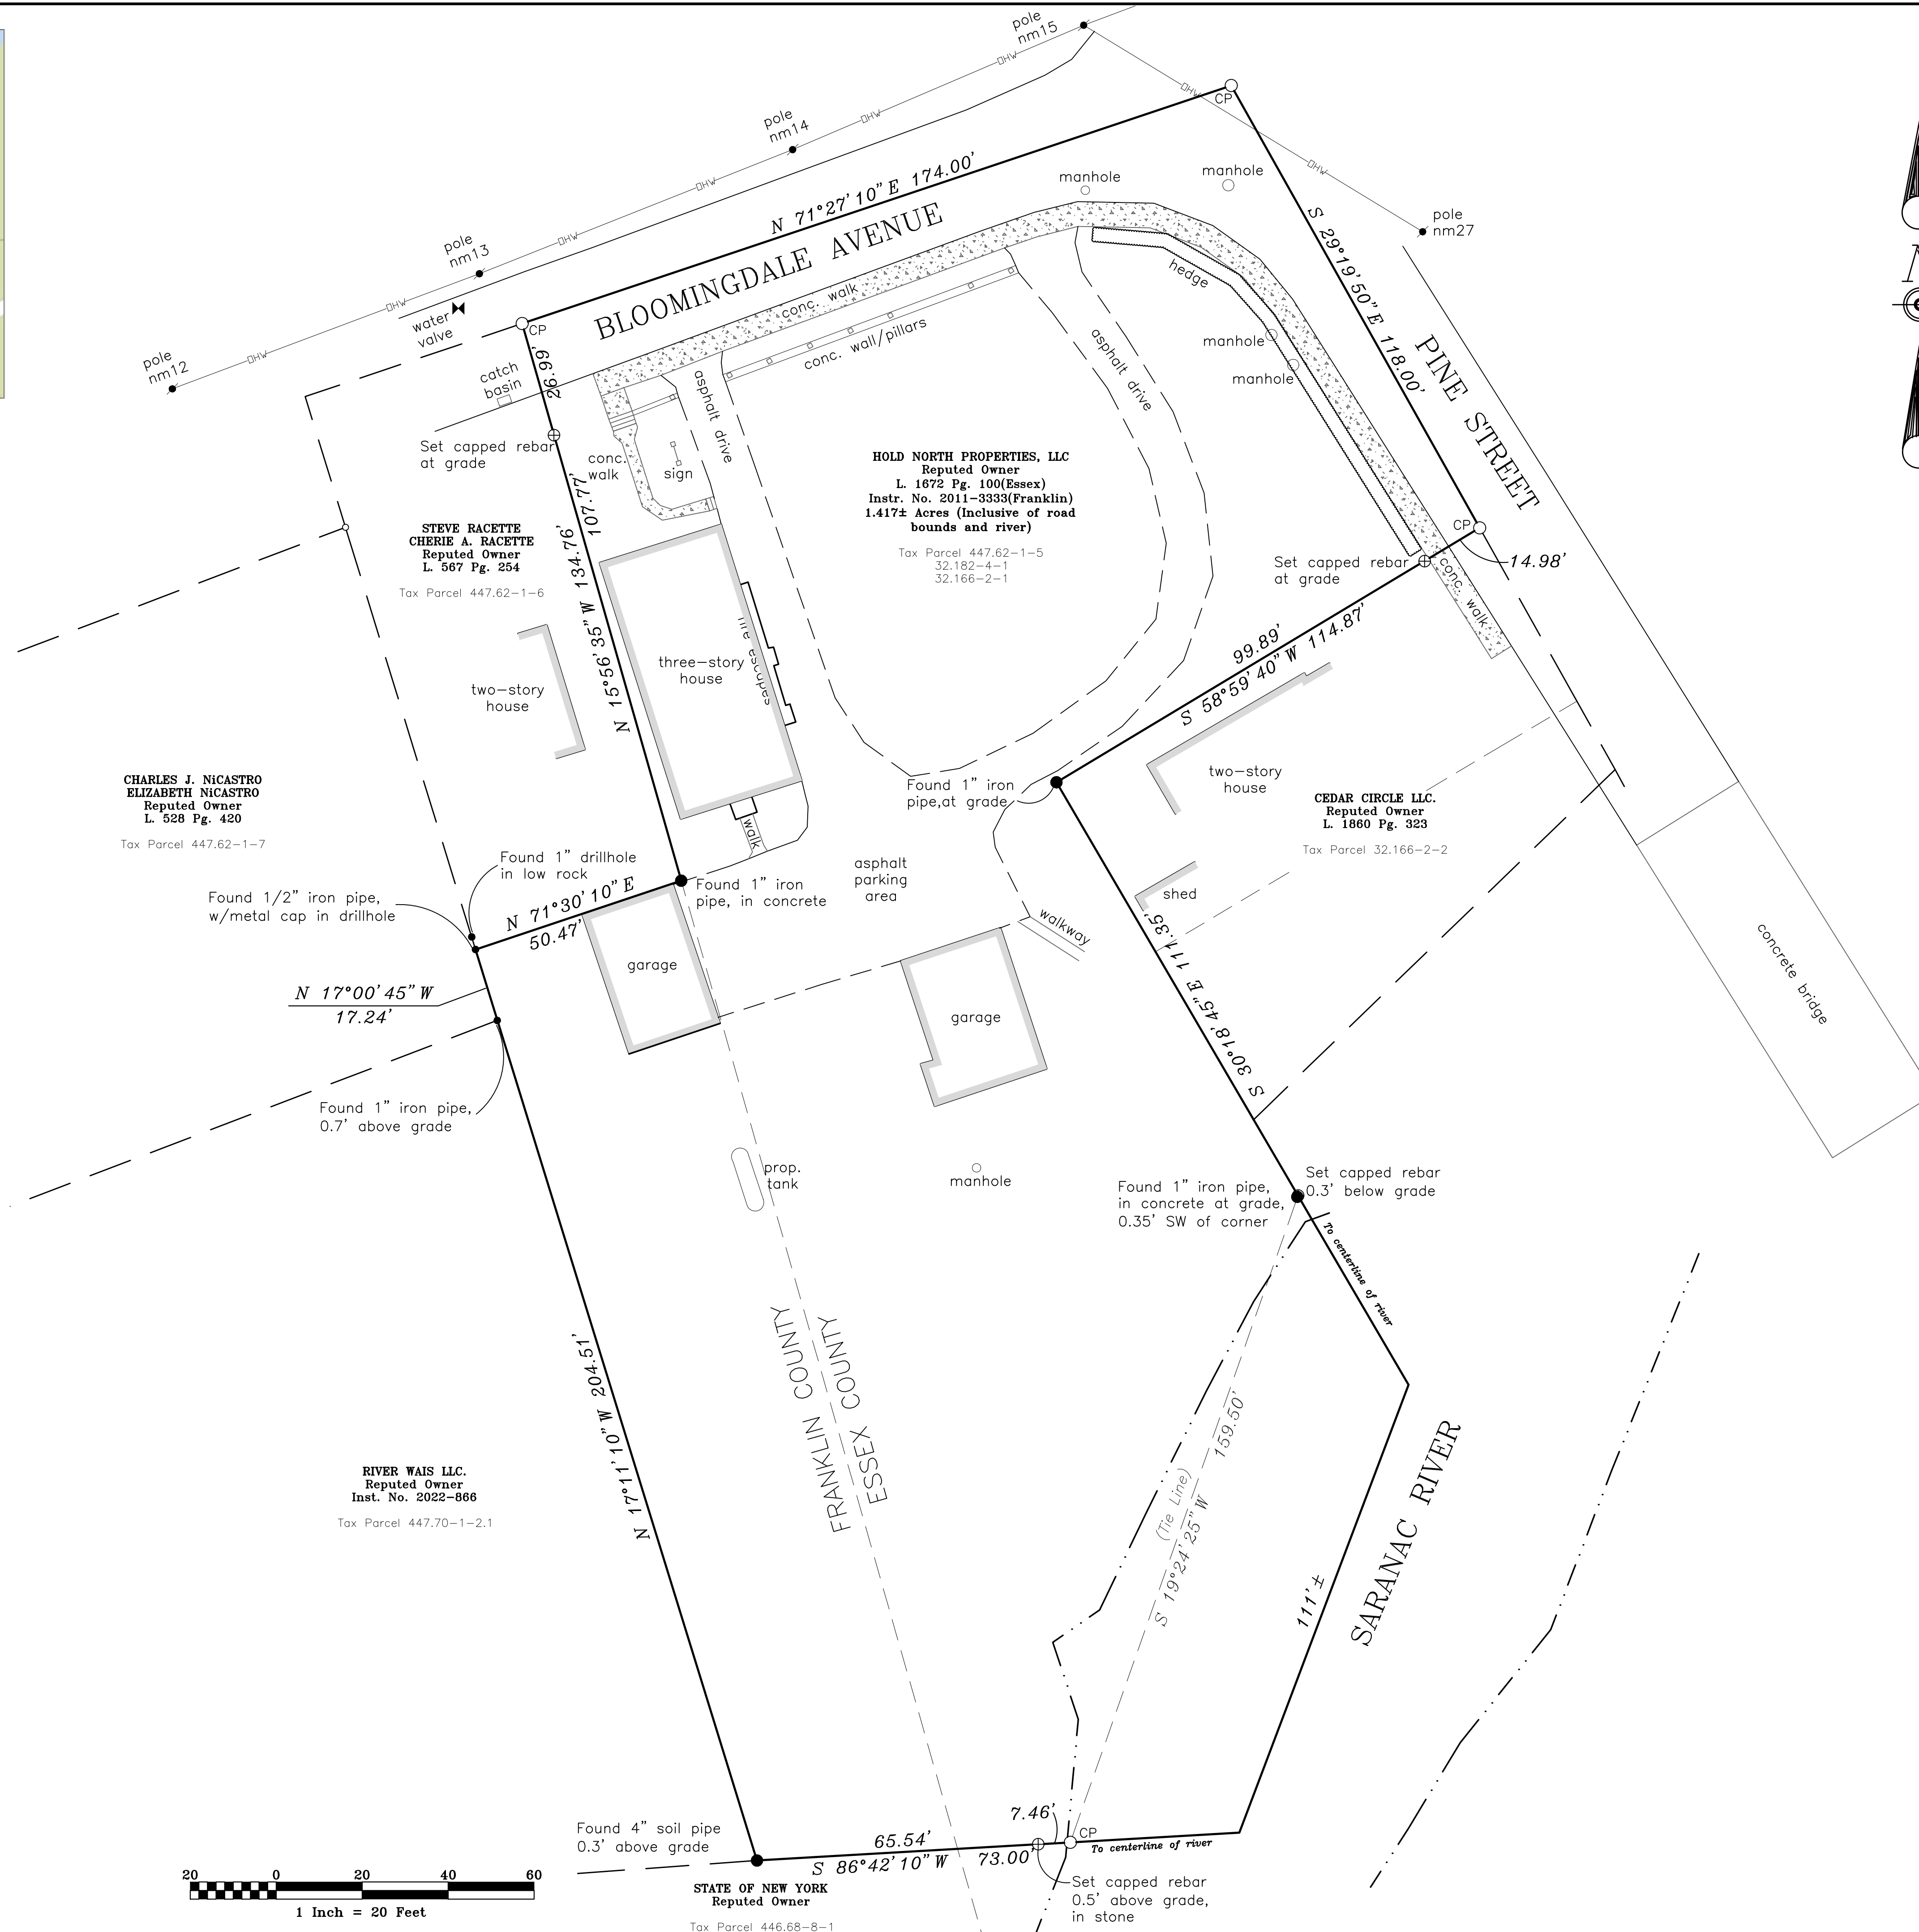 pole
nm15
OHW
OHW
CP
pole
nm14
OHW
OHW
manhole
manhole
OHW
N 71°27'10" E 174.00'
pole
nm27
S 29°19'50" E 118.00'
BLOOMINGDALE AVENUE
pole
nm13
OHW
OHW
hedge
conc. walk
water
valve
CP
conc. wall/pillars
asphalt drive
manhole
manhole
PINE STREET
pole
nm12
OHW
catch
basin
26.99'
asphalt drive
Set capped rebar
at grade
conc.
walk
sign
HOLD NORTH PROPERTIES, LLC
Reputed Owner
L. 1672 Pg. 100(Essex)
Instr. No. 2011-3333(Franklin)
1.417± Acres (Inclusive of road
bounds and river)
Tax Parcel 447.62-1-5
32.182-4-1
32.166-2-1
107.77'
N 15°56'35" W 134.76'
STEVE RACETTE
CHERIE A. RACETTE
Reputed Owner
L. 567 Pg. 254
Tax Parcel 447.62-1-6
CP
14.98'
Set capped rebar
at grade
conc. walk
99.89'
S 58°59'40" W 114.87'
three-story
house
fire escapes
two-story
house
two-story
house
Found 1" iron
pipe,at grade
CHARLES J. NiCASTRO
ELIZABETH NiCASTRO
Reputed Owner
L. 528 Pg. 420
Tax Parcel 447.62-1-7
CEDAR CIRCLE LLC.
Reputed Owner
L. 1860 Pg. 323
Tax Parcel 32.166-2-2
walk
Found 1" drillhole
in low rock
Found 1/2" iron pipe,
w/metal cap in drillhole
N 71°30'10" E
50.47'
Found 1" iron
pipe, in concrete
asphalt
parking
area
shed
walkway
S 30°18'45" E 111.35'
garage
garage
concrete bridge
N 17°00'45" W
17.24'
Found 1" iron pipe,
0.7' above grade
prop.
tank
manhole
Found 1" iron pipe,
in concrete at grade,
0.35' SW of corner
Set capped rebar
0.3' below grade
To centerline of river
FRANKLIN COUNTY
ESSEX COUNTY
N 17°11'10" W 204.51'
(Tie Line)
S 19°24'25" W 159.50'
111'±
SARANAC RIVER
RIVER WAIS LLC.
Reputed Owner
Inst. No. 2022-866
Tax Parcel 447.70-1-2.1
Found 4" soil pipe
0.3' above grade
65.54'
S 86°42'10" W 73.00'
7.46'
CP
To centerline of river
Set capped rebar
0.5' above grade,
in stone
STATE OF NEW YORK
Reputed Owner
Tax Parcel 446.68-8-1
20 0 20 40 60
1 Inch = 20 Feet